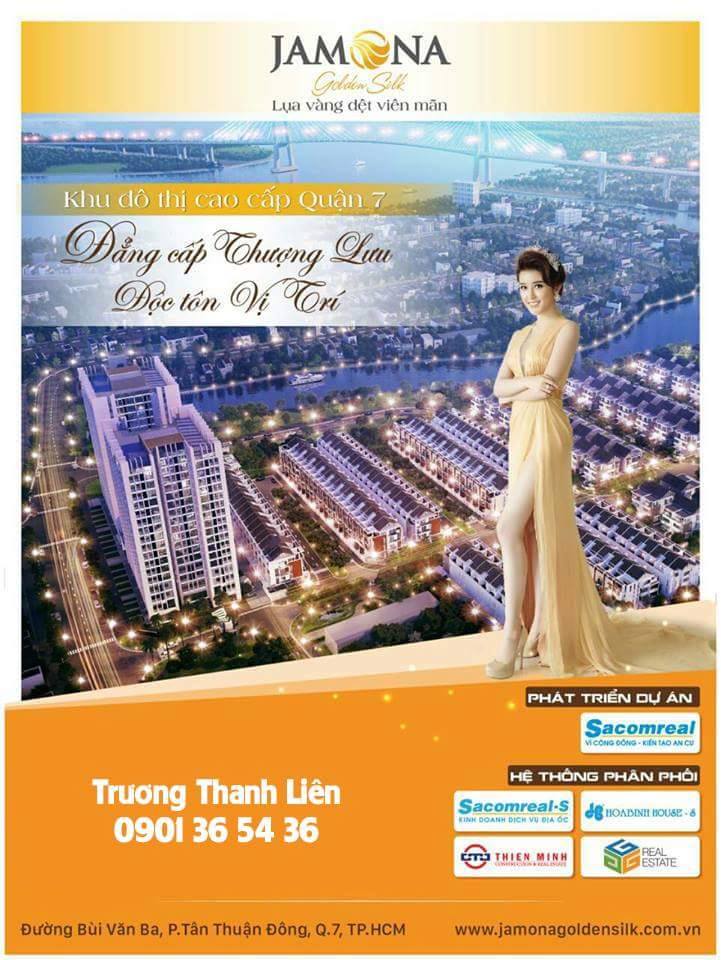 JAMONA
Golden Silk
Lụa vàng dệt viên mãn
Khu đô thị cao cấp Quận 7
Đẳng cấp Thượng Lưu
Độc tôn Vị Trí
PHÁT TRIỂN DỰ ÁN
Sacomreal
VÌ CỘNG ĐỒNG - KIẾN TẠO AN CƯ
HỆ THỐNG PHÂN PHỐI
Trương Thanh Liên
0901 36 54 36
Sacomreal-S
KINH DOANH DỊCH VỤ ĐỊA ỐC
HOABINH HOUSE - S
THIEN MINH
CONSTRUCTION & REAL ESTATE
REAL
ESTATE
Đường Bùi Văn Ba, P.Tân Thuận Đông, Q.7, TP.HCM
www.jamonagoldensilk.com.vn